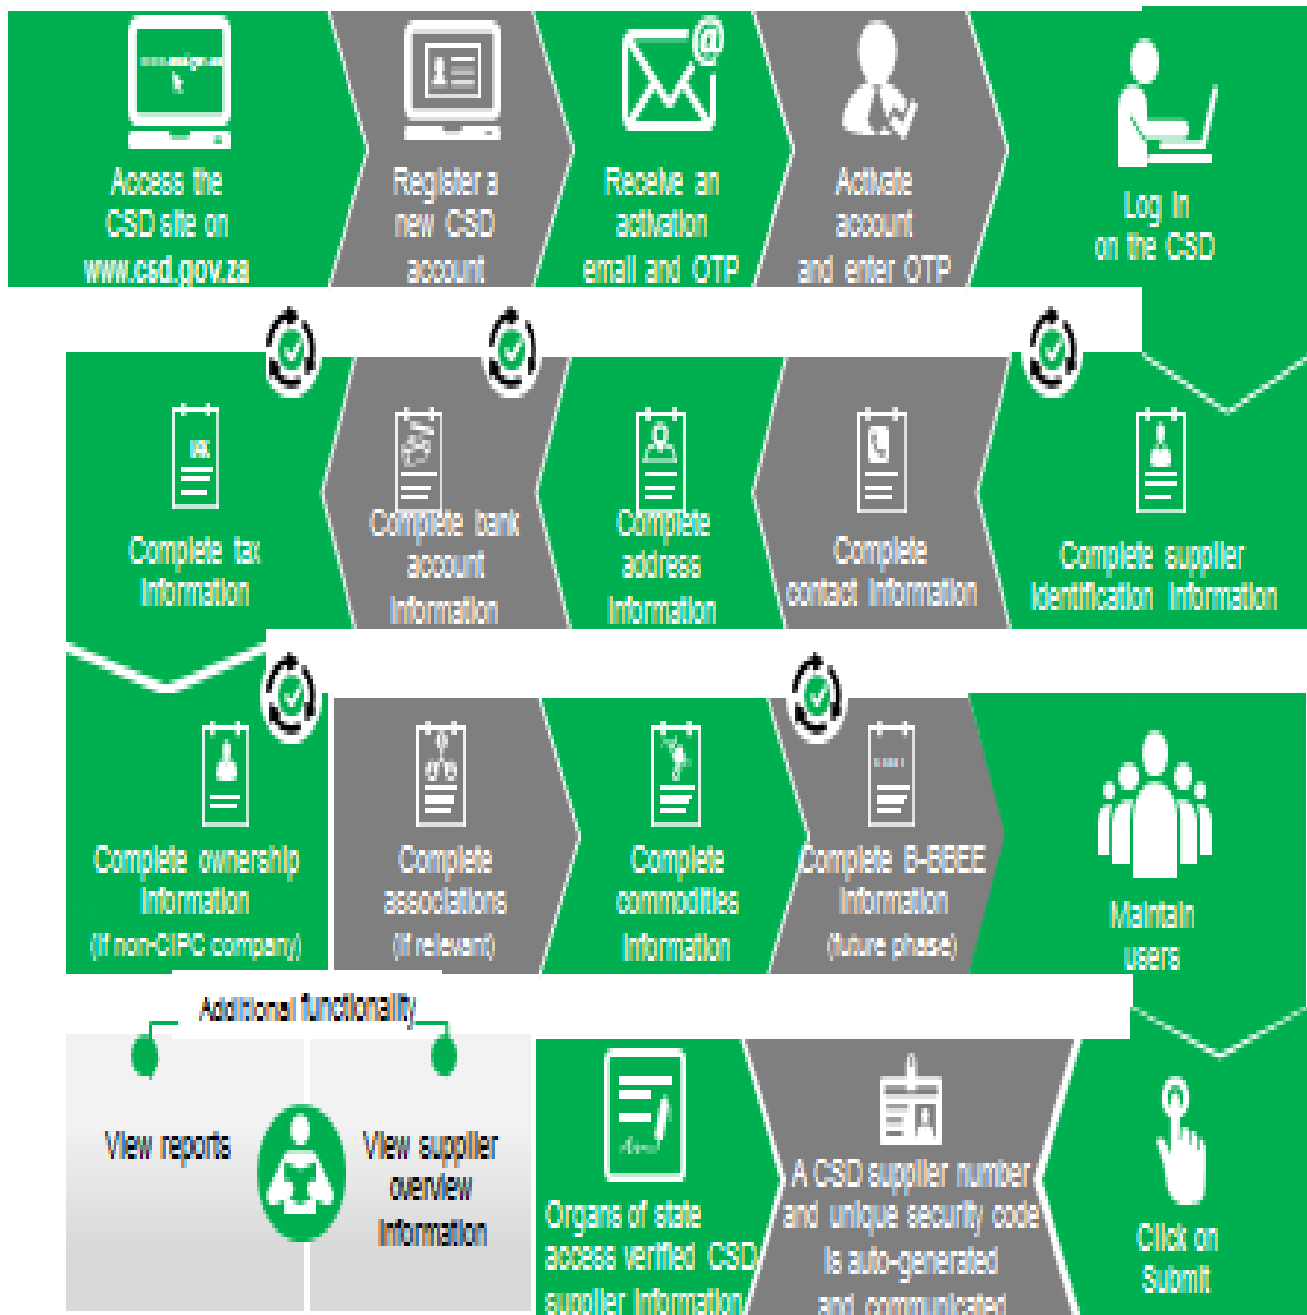 Access the
CSD site on
www.csd.gov.za
Register a
new CSD
account
Receive an
activation
email and OTP
Activate
account
and enter OTP
Log in
on the CSD
Complete supplier
identification information
Complete
contact information
Complete
address
information
Complete bank
account
information
Complete tax
information
Complete ownership
information
(if non-CIPC company)
Complete
associations
(if relevant)
Complete
commodities
information
Complete B-BBEE
information
(future phase)
Maintain
users
Click on
Submit
A CSD supplier number
and unique security code
is auto-generated
and communicated
Organs of state
access verified CSD
supplier information
Additional functionality
View reports
View supplier
overview
information